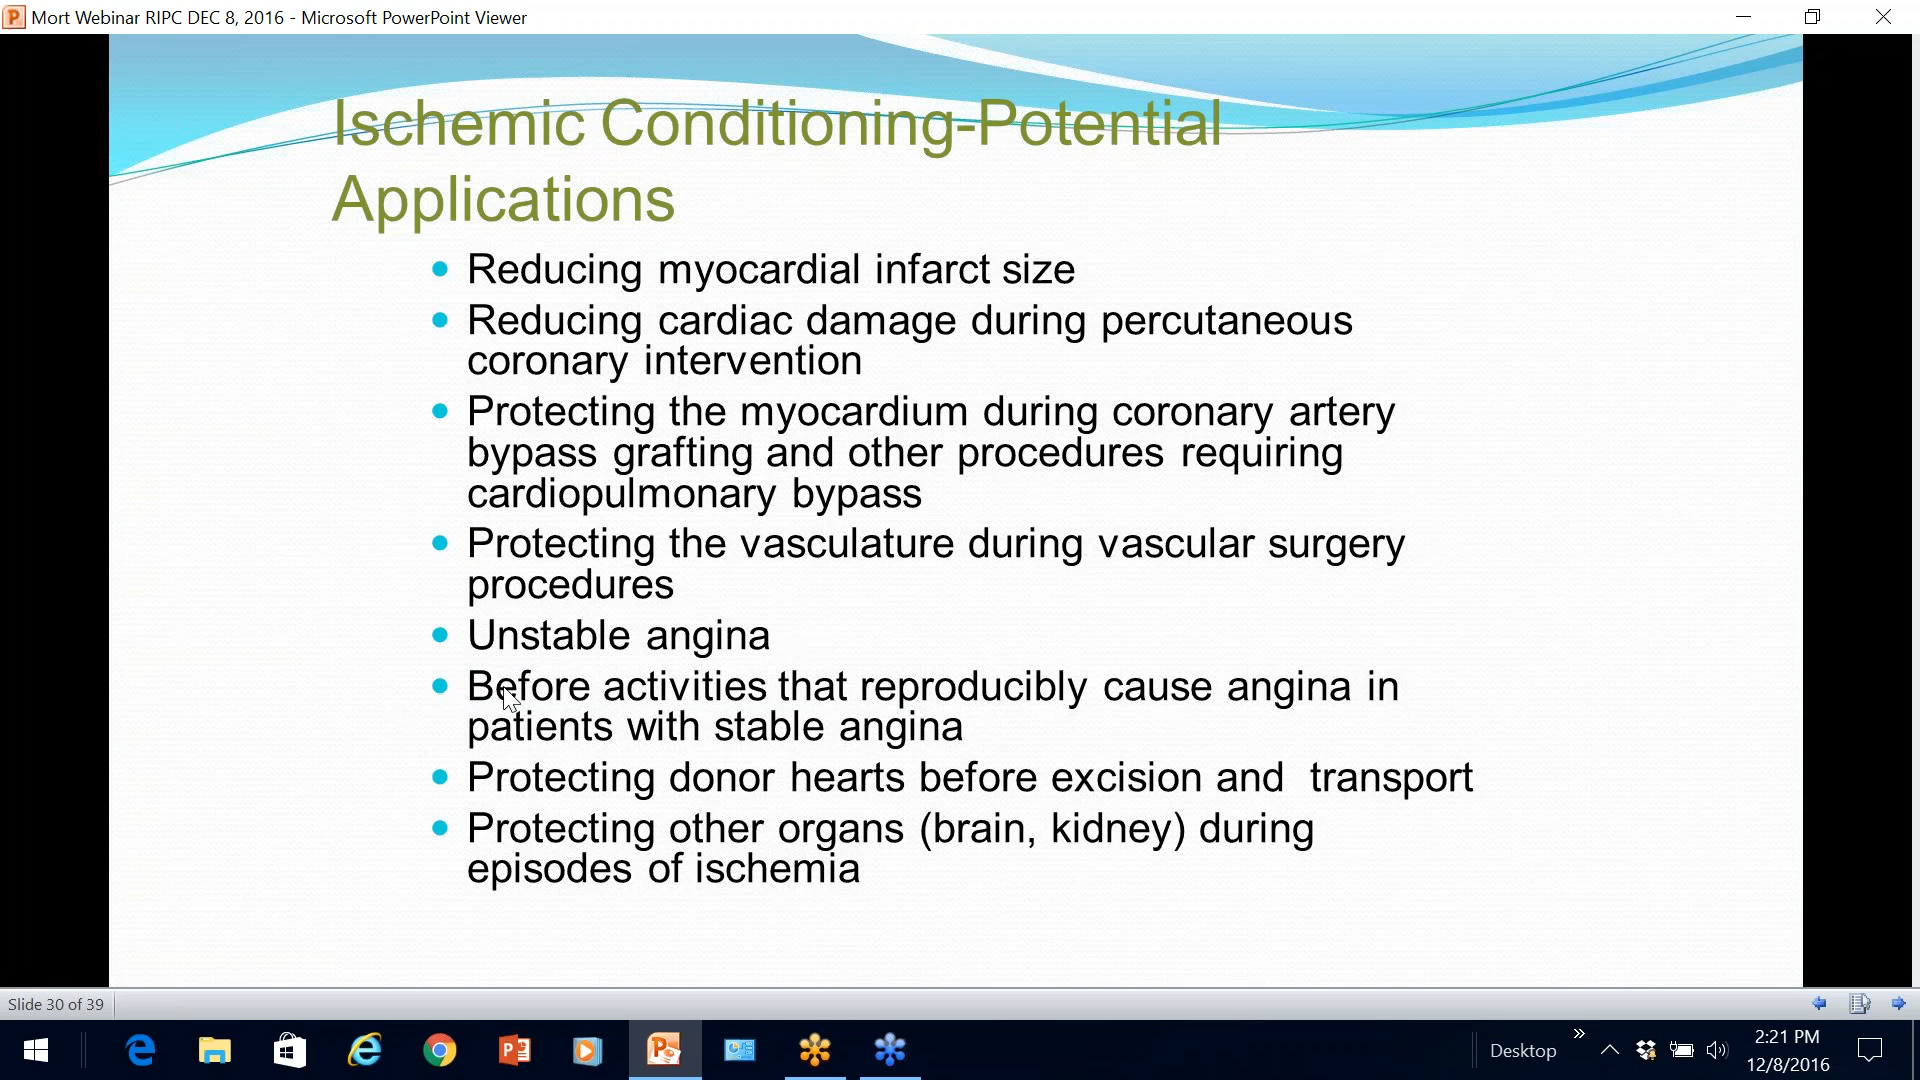 Mort Webinar RIPC DEC 8, 2016 - Microsoft PowerPoint Viewer
Ischemic Conditioning-Potential
Applications
Reducing myocardial infarct size
Reducing cardiac damage during percutaneous
coronary intervention
Protecting the myocardium during coronary artery
bypass grafting and other procedures requiring
cardiopulmonary bypass
Protecting the vasculature during vascular surgery
procedures
Unstable angina
Before activities that reproducibly cause angina in
patients with stable angina
Protecting donor hearts before excision and  transport
Protecting other organs (brain, kidney) during
episodes of ischemia
Slide 30 of 39
Desktop
2:21 PM
12/8/2016